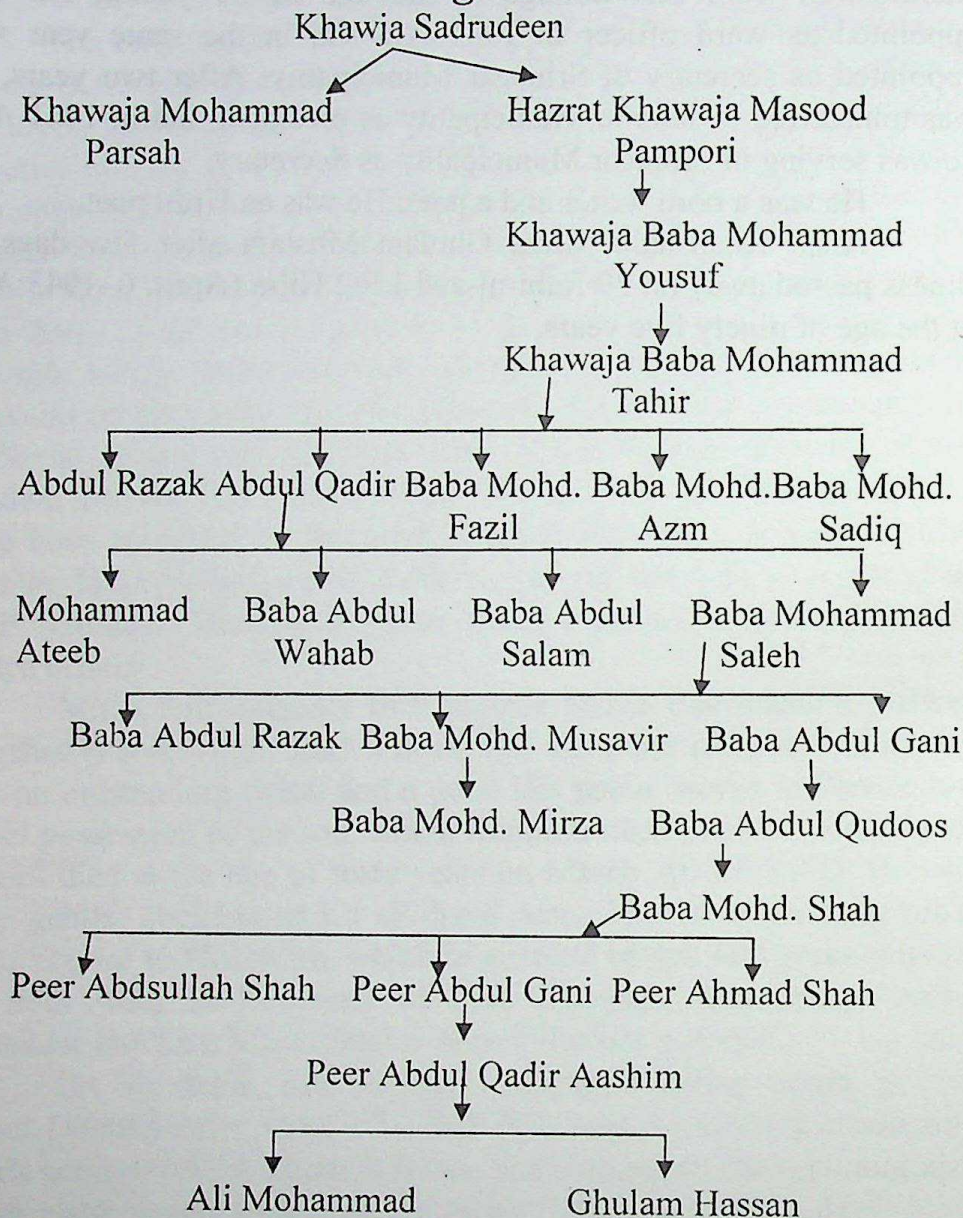 Khawja Sadrudeen
Khawaja Mohammad Hazrat Khawaja Masood
Parsah Pampori
Khawaja Baba Mohammad
Yousuf
Khawaja Baba Mohammad
Tahir
Abdul Razak Abdul Qadir Baba Mohd. Baba Mohd. Baba Mohd.
Fazil Azm Sadiq
Mohammad Baba Abdul Baba Abdul Baba Mohammad
Ateeb Wahab Salam Saleh
Baba Abdul Razak Baba Mohd. Musavir Baba Abdul Gani
Baba Mohd. Mirza Baba Abdul Qudoos
Baba Mohd. Shah
Peer Abdsullah Shah Peer Abdul Gani Peer Ahmad Shah
Peer Abdul Qadir Aashim
Ali Mohammad Ghulam Hassan